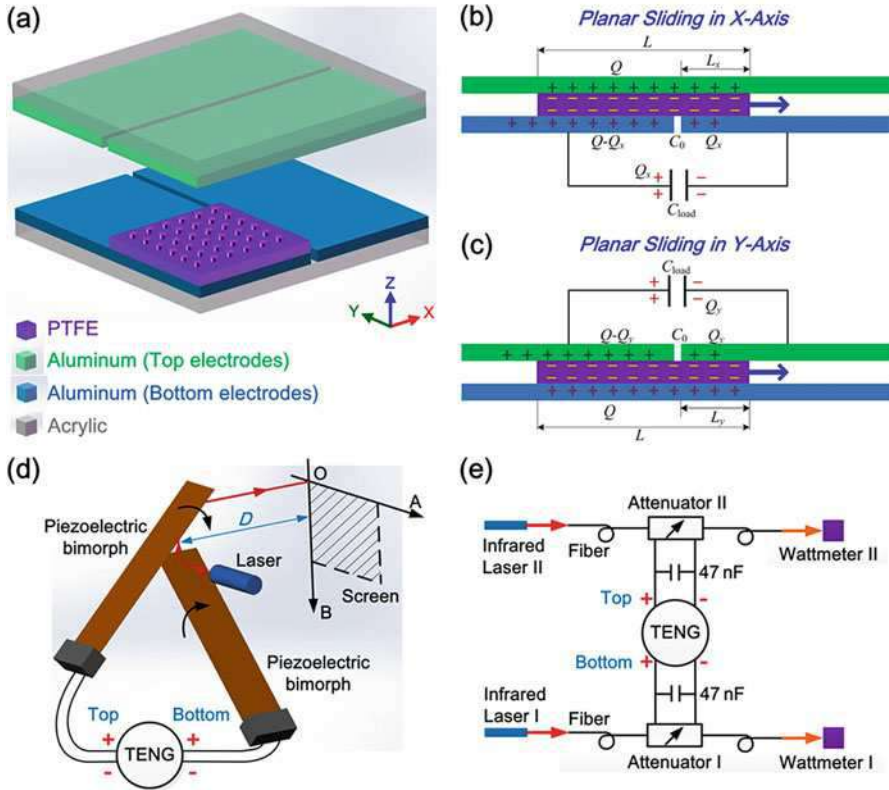 (a)
Z
Y
X
PTFE
Aluminum (Top electrodes)
Aluminum (Bottom electrodes)
Acrylic
(b)
Planar Sliding in X-Axis
L
Q
Lx
+ + + + + + + + + +
− − − − − − − − − −
− − − − − − − − − −
+ + + + + + + + + +
Q-Qx
C0
Qx
Qx
+ −
+ −
Cload
(c)
Planar Sliding in Y-Axis
Cload
+ −
+ −
Qy
Q-Qy
C0
Qy
+ + + + + + + + + +
− − − − − − − − − −
− − − − − − − − − −
+ + + + + + + + + +
Q
Ly
L
(d)
O
A
Piezoelectric
bimorph
D
Laser
Screen
B
Piezoelectric
bimorph
Top
Bottom
+ +
TENG
- -
(e)
Attenuator II
Infrared
Laser II
Fiber
Wattmeter II
47 nF
Top + -
TENG
Bottom + -
47 nF
Infrared
Laser I
Fiber
Attenuator I
Wattmeter I